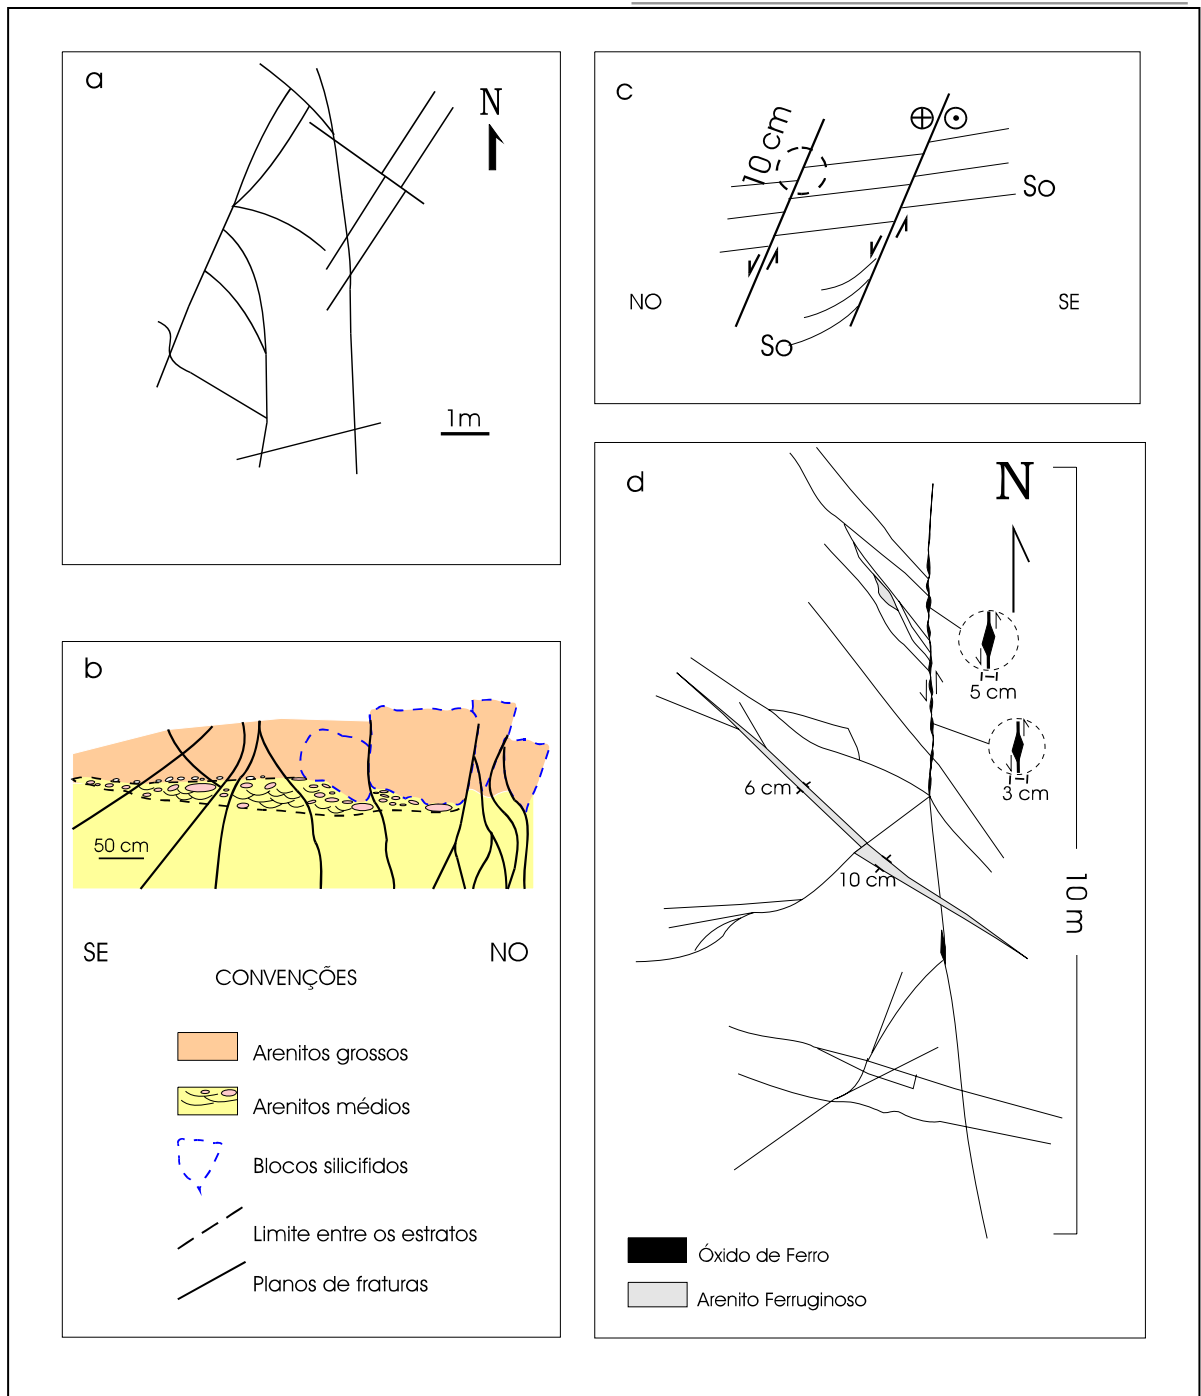 a
N
1m
b
50 cm
SE
NO
CONVENÇÕES
Arenitos grossos
Arenitos médios
Blocos silicifidos
Limite entre os estratos
Planos de fraturas
c
10 cm
So
NO
SE
So
d
N
5 cm
3 cm
6 cm
10 cm
10 m
Óxido de Ferro
Arenito Ferruginoso